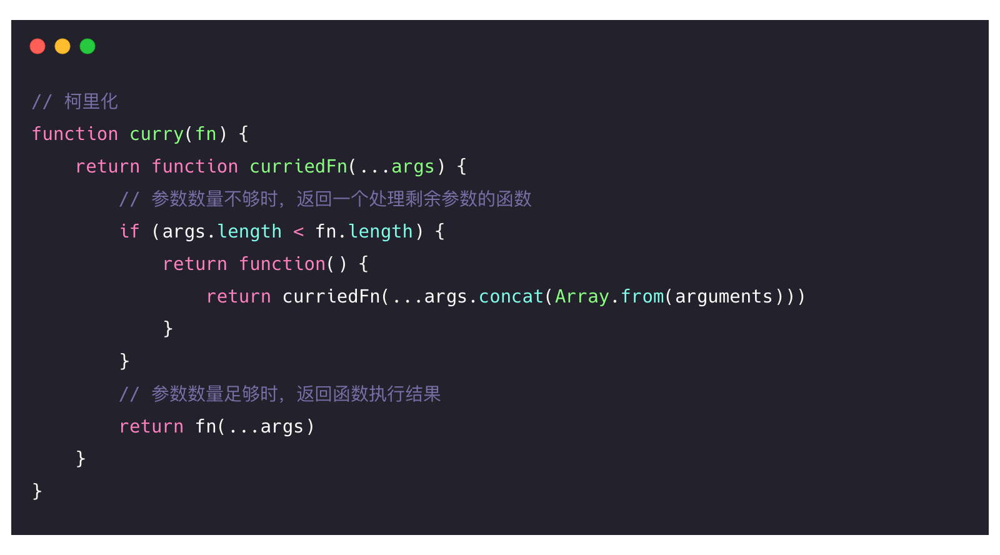 // 柯里化
function curry(fn) {
    return function curriedFn(...args) {
        // 参数数量不够时，返回一个处理剩余参数的函数
        if (args.length < fn.length) {
            return function() {
                return curriedFn(...args.concat(Array.from(arguments)))
            }
        }
        // 参数数量足够时，返回函数执行结果
        return fn(...args)
    }
}